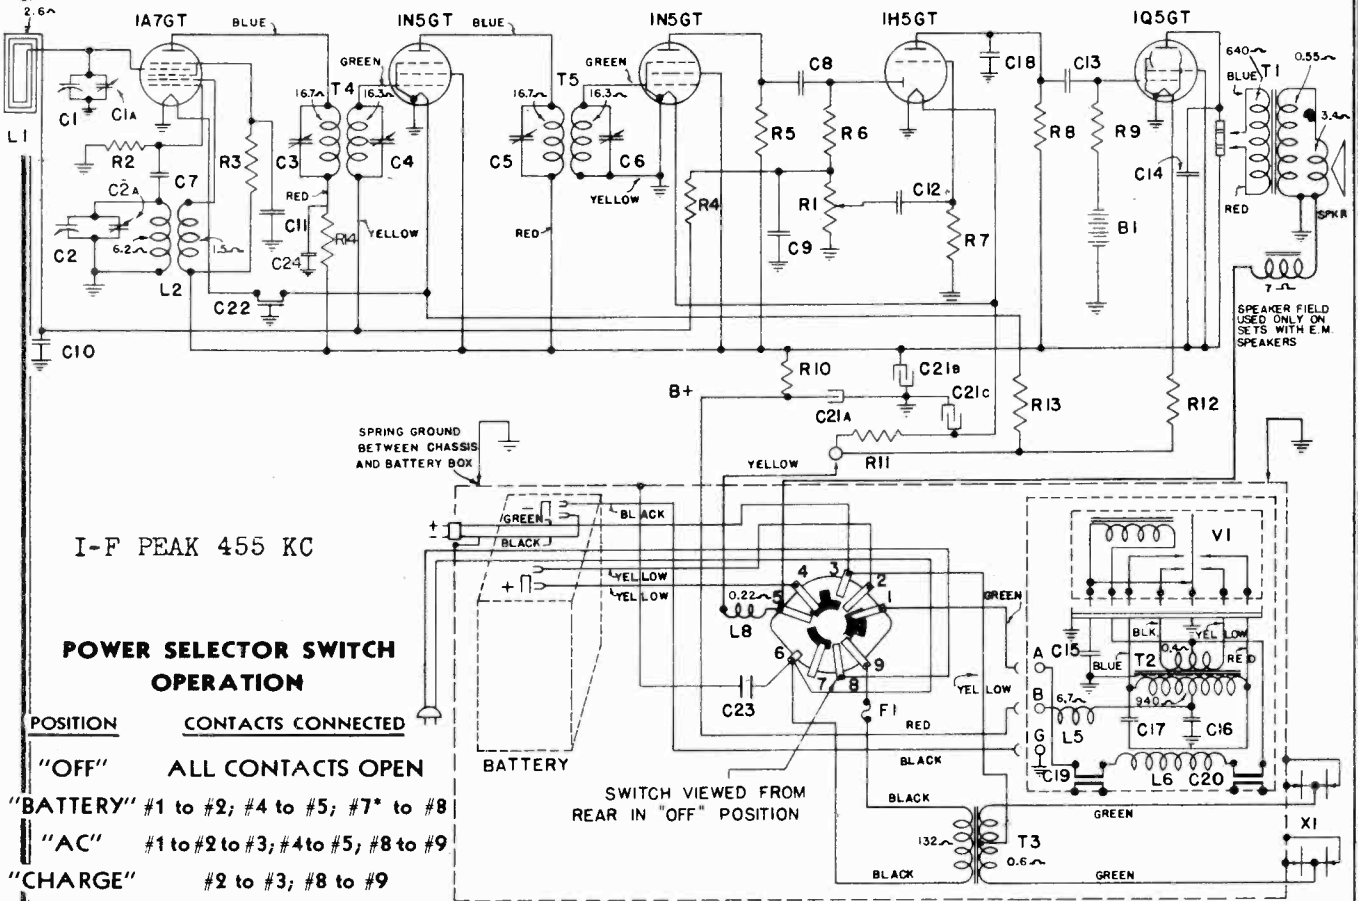 2.6∿
1A7GT
BLUE
1N5GT
BLUE
1N5GT
1H5GT
1Q5GT
640∿
T1
0.55∿
BLUE
GREEN
T4
16.7∿
16.3∿
T5
GREEN
16.7∿
16.3∿
C8
C18
C13
3.4∿
L1
C1
C1A
R2
R3
C3
C4
C5
C6
R5
R6
R8
R9
C14
C2A
C7
RED
YELLOW
R4
R1
C12
RED
SPKR
C2
6.2∿
1.5∿
C11
R14
YELLOW
RED
C9
R7
B1
C24
L2
C22
7∿
C10
SPEAKER FIELD
USED ONLY ON
SETS WITH E.M.
SPEAKERS
R10
C21B
B+
C21A
C21C
R13
R12
SPRING GROUND
BETWEEN CHASSIS
AND BATTERY BOX
YELLOW
R11
+
-
GREEN
BLACK
BLACK
I-F PEAK 455 KC
V1
+
YELLOW
YELLOW
4
3
2
5
1
0.22∿
L8
GREEN
BLK.
YELLOW
6
7
8
9
A
C15
BLUE
T2
0.4∿
RED
YELLOW
C23
F1
B
6.7∿
940∿
L5
C17
C16
RED
G
BLACK
POWER SELECTOR SWITCH
OPERATION
POSITION CONTACTS CONNECTED
"OFF" ALL CONTACTS OPEN
"BATTERY" #1 to #2; #4 to #5; #7* to #8
"AC" #1 to #2 to #3; #4 to #5; #8 to #9
"CHARGE" #2 to #3; #8 to #9
BATTERY
C19
L6
C20
SWITCH VIEWED FROM
REAR IN "OFF" POSITION
BLACK
GREEN
X1
132∿
T3
0.6∿
BLACK
GREEN